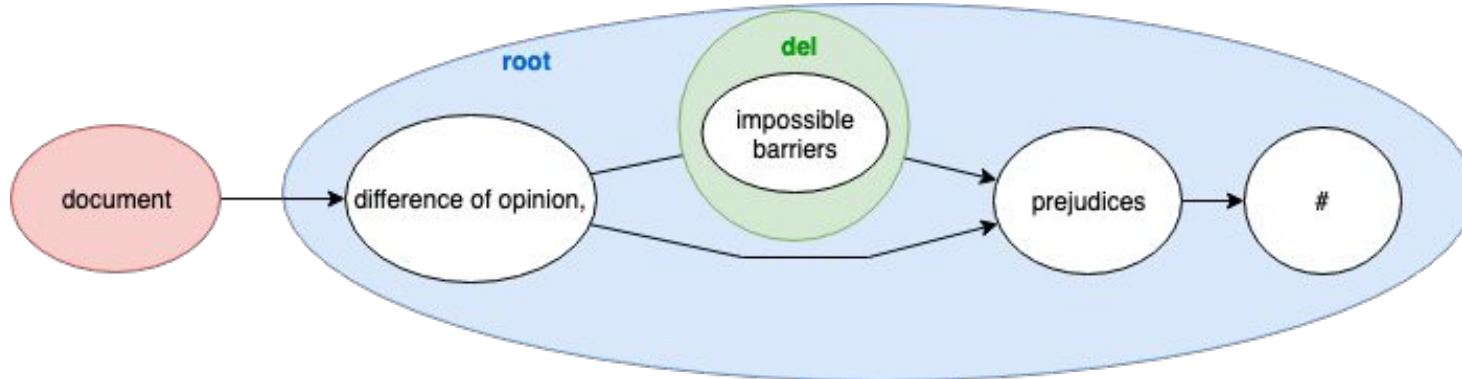 root
del
document
difference of opinion,
impossible
barriers
prejudices
#